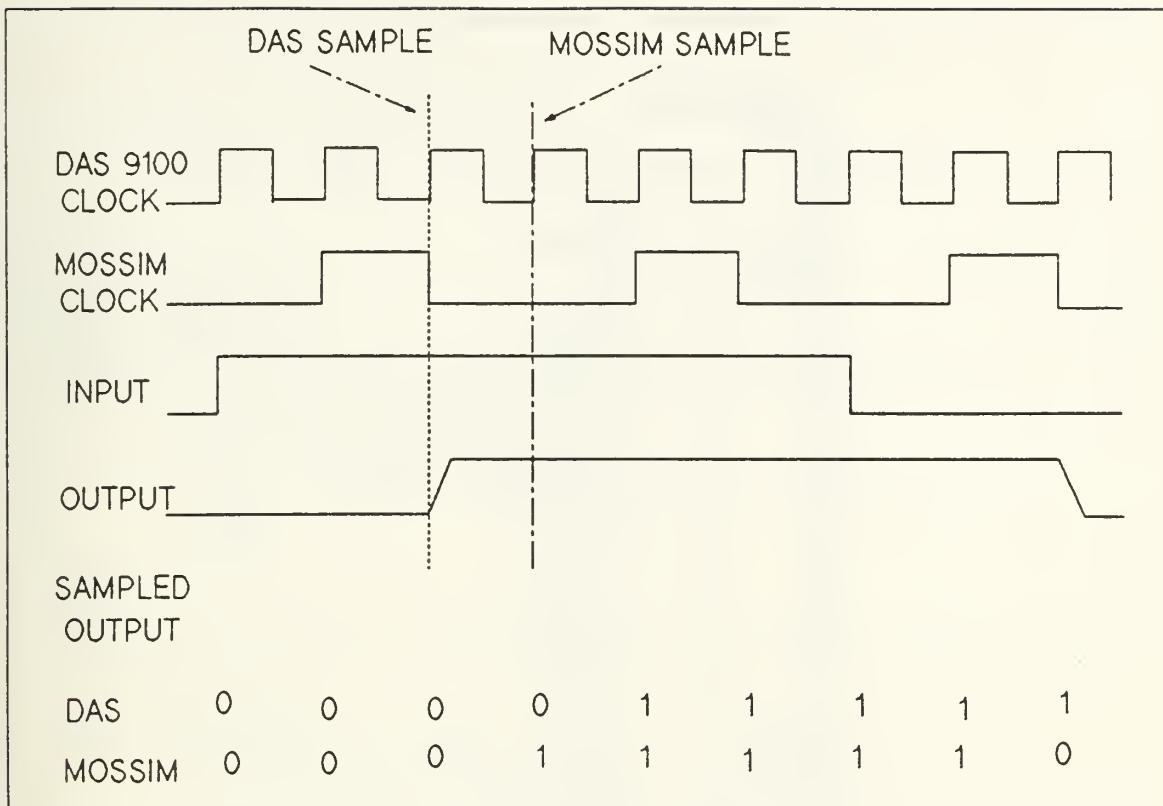 DAS SAMPLE
MOSSIM SAMPLE
DAS 9100
CLOCK
MOSSIM
CLOCK
INPUT
OUTPUT
SAMPLED
OUTPUT
DAS 0 0 0 0 1 1 1 1 1
MOSSIM 0 0 0 1 1 1 1 1 0